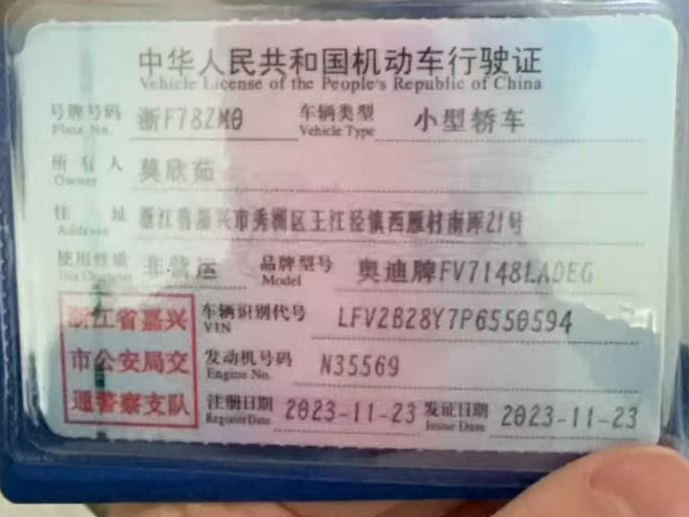 中华人民共和国机动车行驶证
Vehicle License of the People's Republic of China
号牌号码 浙F78ZM0 车辆类型 小型轿车
Plate No. Vehicle Type
所有人 莫欣茹
Owner
住址 浙江省嘉兴市秀洲区王江泾镇西雁村南浜21号
Address
使用性质 非营运 品牌型号 奥迪牌FV7148LADEG
Use Character Model
浙江省嘉兴 车辆识别代号 LFV2B28Y7P6550594
VIN
市公安局交 发动机号码 N35569
Engine No.
通警察支队 注册日期 2023-11-23 发证日期 2023-11-23
Register Date Issue Date